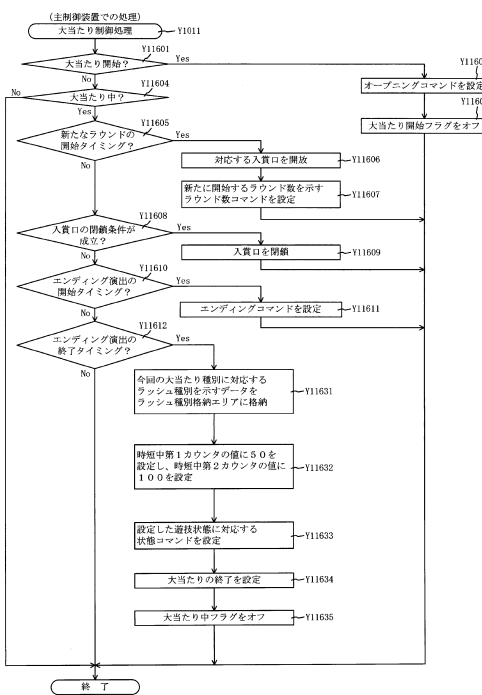 (主制御装置での処理)
大当たり制御処理
Y1011
Y11601
大当たり開始？
Yes
No
Y1160
オープニングコマンドを設定
Y1160
大当たり開始フラグをオフ
Y11604
大当たり中？
No
Yes
Y11605
新たなラウンドの
開始タイミング？
Yes
No
対応する入賞口を開放
Y11606
新たに開始するラウンド数を示す
ラウンド数コマンドを設定
Y11607
Y11608
入賞口の閉鎖条件が
成立？
Yes
No
入賞口を閉鎖
Y11609
Y11610
エンディング演出の
開始タイミング？
Yes
No
エンディングコマンドを設定
Y11611
Y11612
エンディング演出の
終了タイミング？
Yes
No
今回の大当たり種別に対応する
ラッシュ種別を示すデータを
ラッシュ種別格納エリアに格納
Y11631
時短中第1カウンタの値に50を
設定し、時短中第2カウンタの値に
100を設定
Y11632
設定した遊技状態に対応する
状態コマンドを設定
Y11633
大当たりの終了を設定
Y11634
大当たり中フラグをオフ
Y11635
終 了